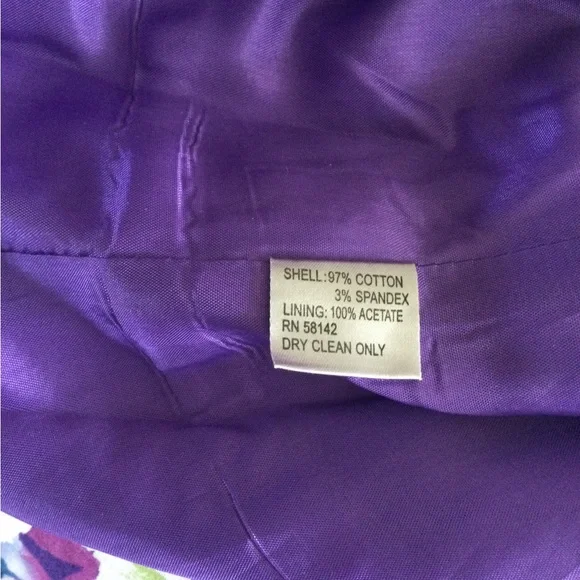 SHELL:97% COTTON
3% SPANDEX
LINING: 100% ACETATE
RN 58142
DRY CLEAN ONLY